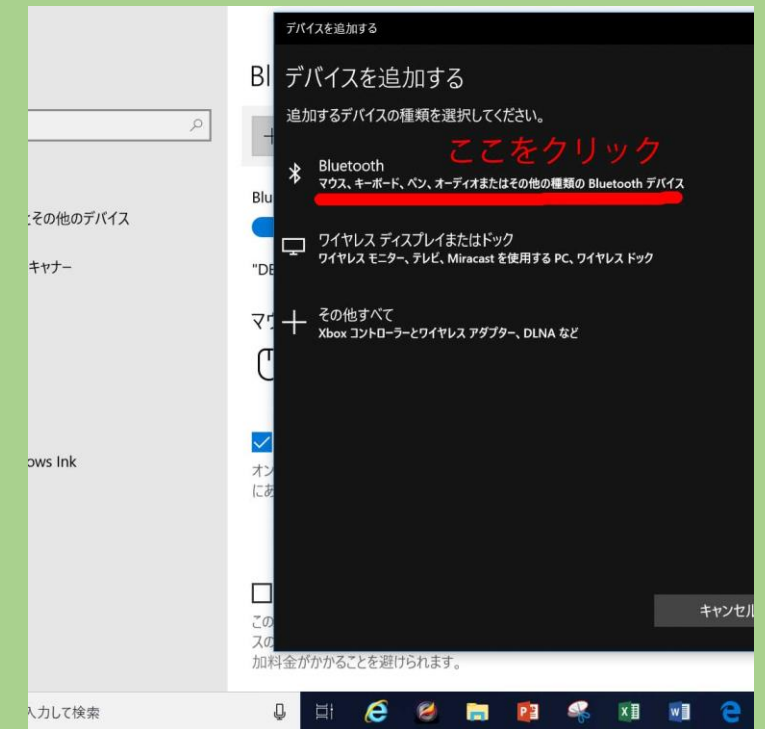 デバイスを追加する
Bl
デバイスを追加する
追加するデバイスの種類を選択してください。
ここをクリック
Bluetooth
マウス、キーボード、ペン、オーディオまたはその他の種類の Bluetooth デバイス
Blu
とその他のデバイス
ワイヤレス ディスプレイまたはドック
ワイヤレス モニター、テレビ、Miracast を使用する PC、ワイヤレス ドック
キャナー
"DE
マウ
その他すべて
Xbox コントローラーとワイヤレス アダプター、DLNA など
ows Ink
オン
にあ
キャンセル
この
スの
加料金がかかることを避けられます。
入力して検索